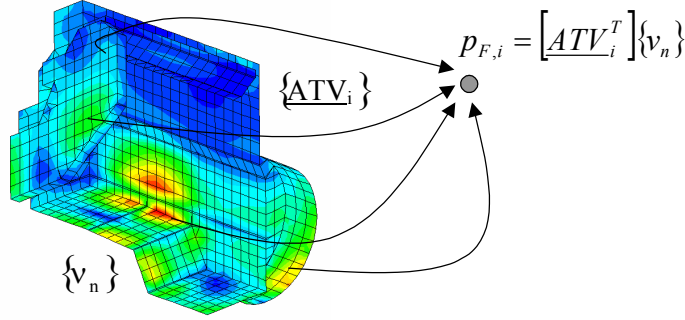 p_{F,i} = [ATV_i^T]{v_n}
{ATV_i}
{v_n}